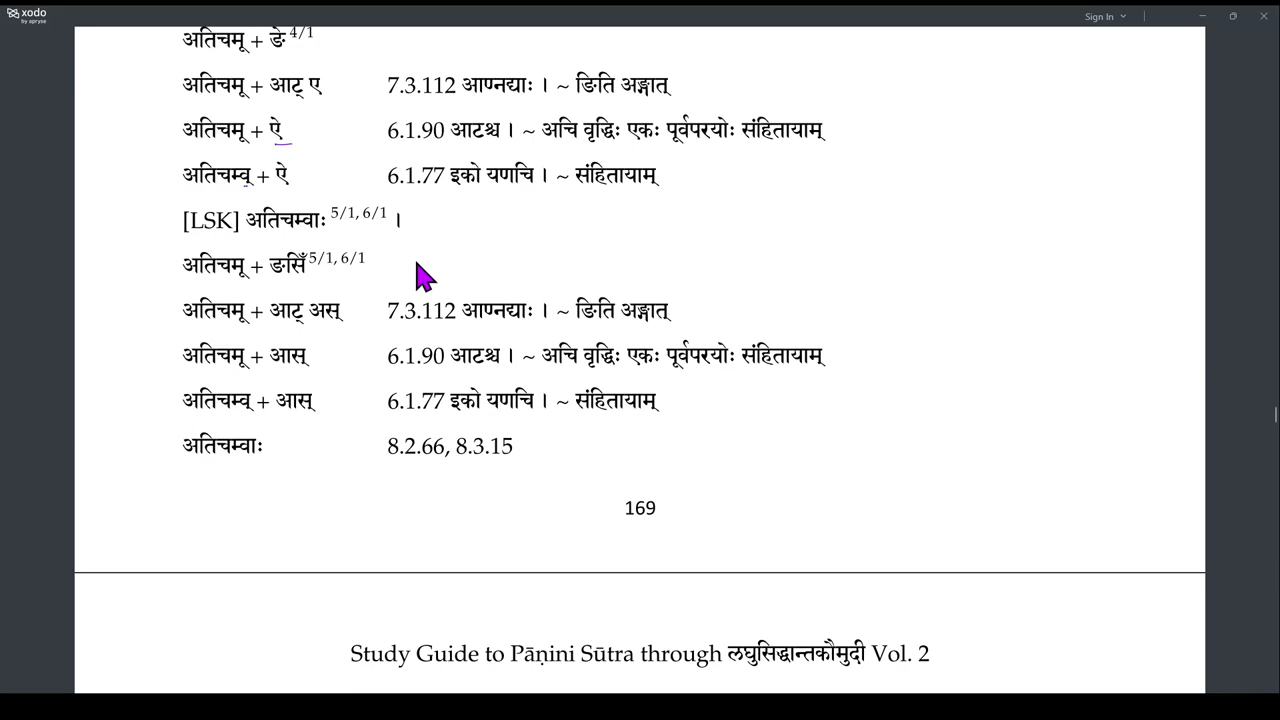 xodo
by apryse
Sign In
अतिचमू + ङे 4/1
अतिचमू + आट् ए 7.3.112 आण्नद्याः । ~ ङिति अङ्गात्
अतिचमू + ऐ 6.1.90 आटश्च । ~ अचि वृद्धिः एकः पूर्वपरयोः संहितायाम्
अतिचम्व् + ऐ 6.1.77 इको यणचि । ~ संहितायाम्
[LSK] अतिचम्वाः 5/1, 6/1 ।
अतिचमू + ङसिँ 5/1, 6/1
अतिचमू + आट् अस् 7.3.112 आण्नद्याः । ~ ङिति अङ्गात्
अतिचमू + आस् 6.1.90 आटश्च । ~ अचि वृद्धिः एकः पूर्वपरयोः संहितायाम्
अतिचम्व् + आस् 6.1.77 इको यणचि । ~ संहितायाम्
अतिचम्वाः 8.2.66, 8.3.15
169
Study Guide to Pāṇini Sūtra through लघुसिद्धान्तकौमुदी Vol. 2